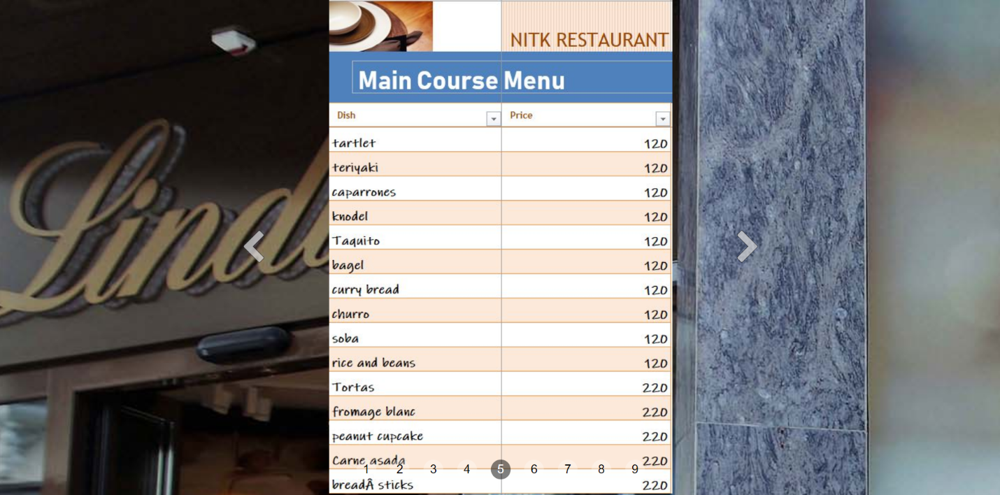 NITK RESTAURANT
Main Course Menu
Dish Price
tartlet 120
teriyaki 120
caparrones 120
knodel 120
Taquito 120
bagel 120
curry bread 120
churro 120
soba 120
rice and beans 120
Tortas 220
fromage blanc 220
peanut cupcake 220
Carne asada 220
1 2 3 4 5 6 7 8 9
breadÂ sticks 220